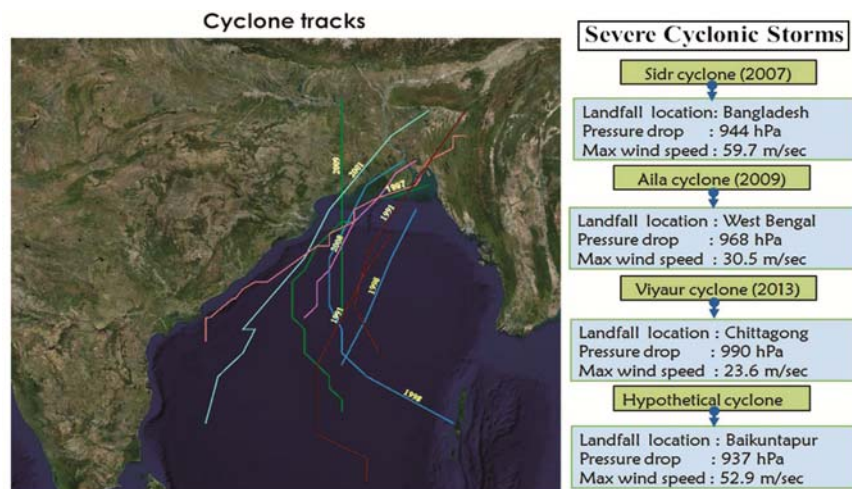 Cyclone tracks
2009
2001
1987
1991
2008
1991
1998
1998
Severe Cyclonic Storms
Sidr cyclone (2007)
Landfall location: Bangladesh
Pressure drop : 944 hPa
Max wind speed : 59.7 m/sec
Aila cyclone (2009)
Landfall location : West Bengal
Pressure drop : 968 hPa
Max wind speed : 30.5 m/sec
Viyaur cyclone (2013)
Landfall location : Chittagong
Pressure drop : 990 hPa
Max wind speed : 23.6 m/sec
Hypothetical cyclone
Landfall location : Baikuntapur
Pressure drop : 937 hPa
Max wind speed : 52.9 m/sec